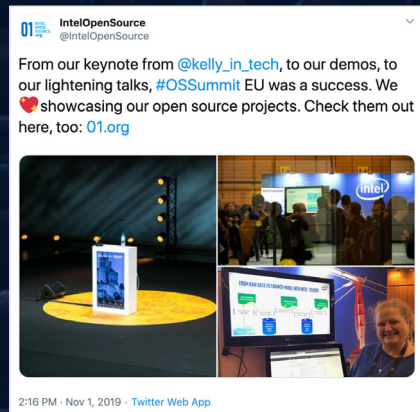 01 INTEL
OPEN
SOURCE
.org
IntelOpenSource
@IntelOpenSource
From our keynote from @kelly_in_tech, to our demos, to
our lightening talks, #OSSummit EU was a success. We
💖showcasing our open source projects. Check them out
here, too: 01.org
intel
FROM RAW DATA TO TRAINED MODEL WITH INTEL
2:16 PM · Nov 1, 2019 · Twitter Web App